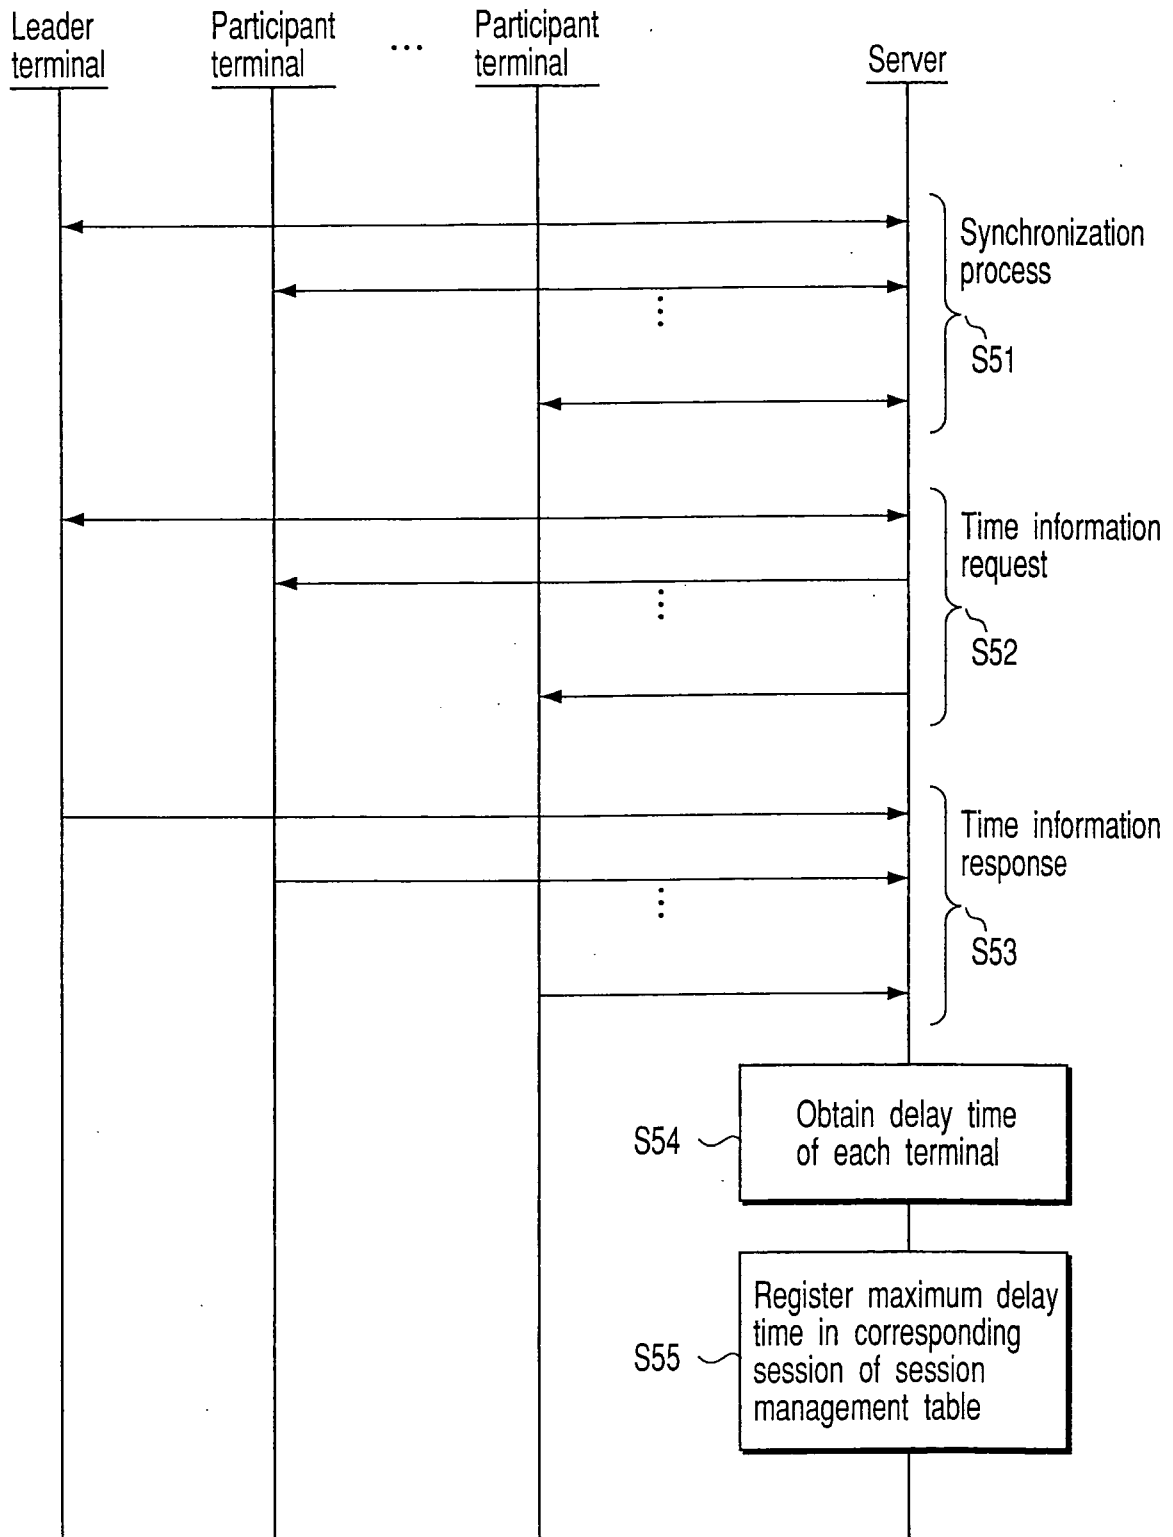 Leader
terminal
Participant
terminal
...
Participant
terminal
Server
Synchronization
process
S51
Time information
request
S52
Time information
response
S53
Obtain delay time
of each terminal
S54
Register maximum delay
time in corresponding
session of session
management table
S55